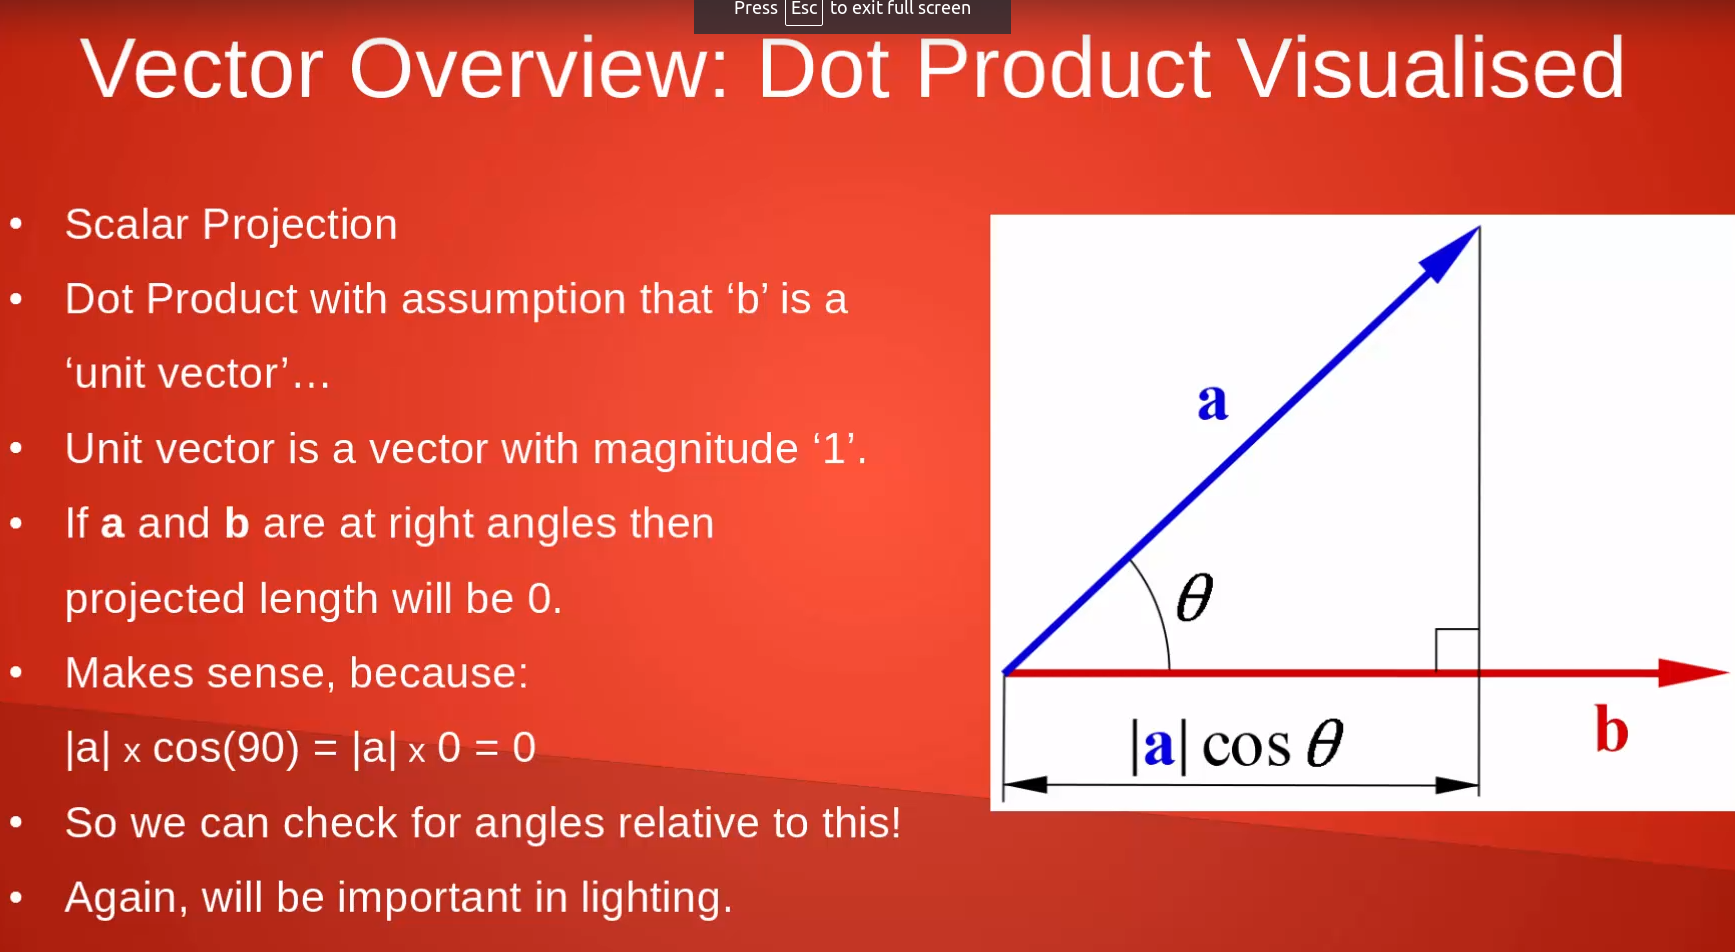 Press Esc to exit full screen
Vector Overview: Dot Product Visualised
• Scalar Projection
• Dot Product with assumption that ‘b’ is a
‘unit vector’…
• Unit vector is a vector with magnitude ‘1’.
• If a and b are at right angles then
projected length will be 0.
• Makes sense, because:
|a| x cos(90) = |a| x 0 = 0
• So we can check for angles relative to this!
• Again, will be important in lighting.
a
θ
b
|a| cos θ